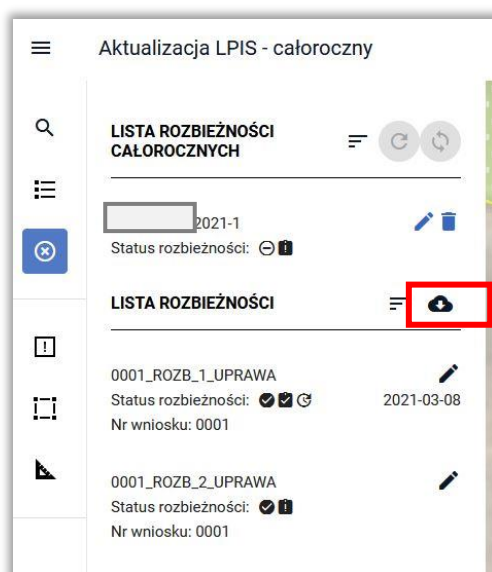 Aktualizacja LPIS - całoroczny
LISTA ROZBIEŻNOŚCI
CAŁOROCZNYCH
2021-1
Status rozbieżności:
LISTA ROZBIEŻNOŚCI
0001_ROZB_1_UPRAWA
Status rozbieżności: 2021-03-08
Nr wniosku: 0001
0001_ROZB_2_UPRAWA
Status rozbieżności:
Nr wniosku: 0001